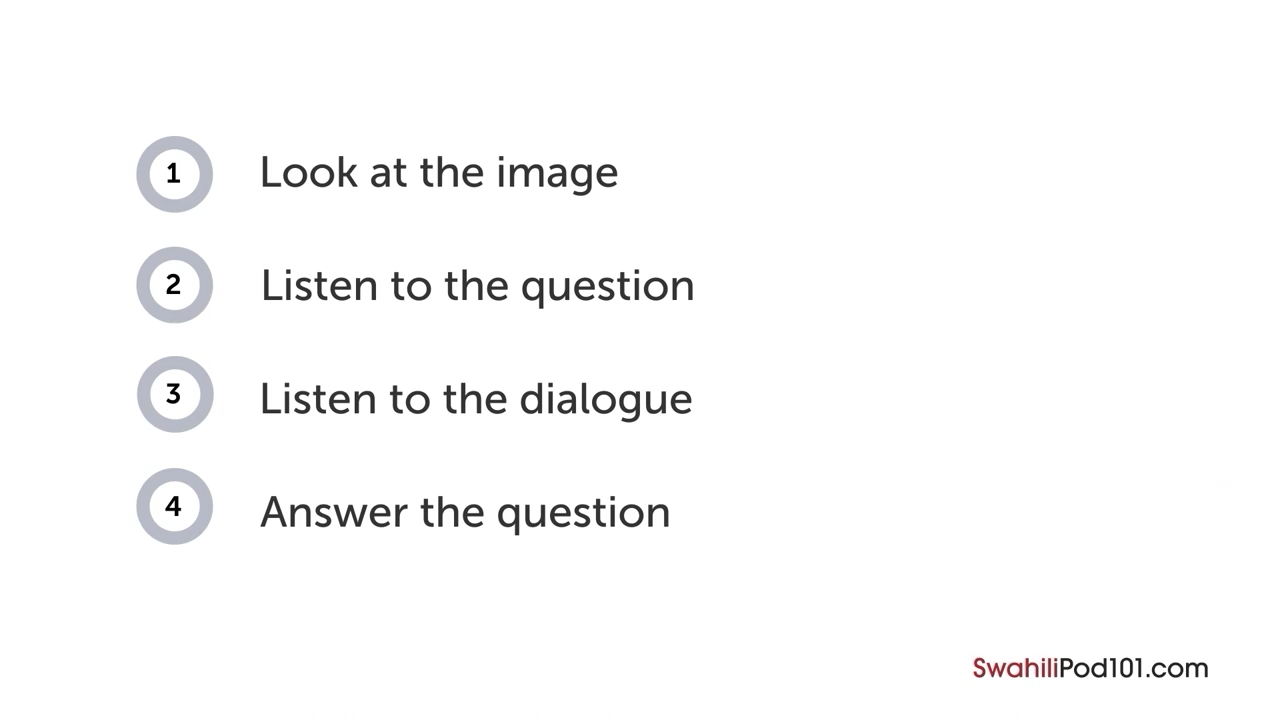 1 Look at the image
2 Listen to the question
3 Listen to the dialogue
4 Answer the question
SwahiliPod101.com